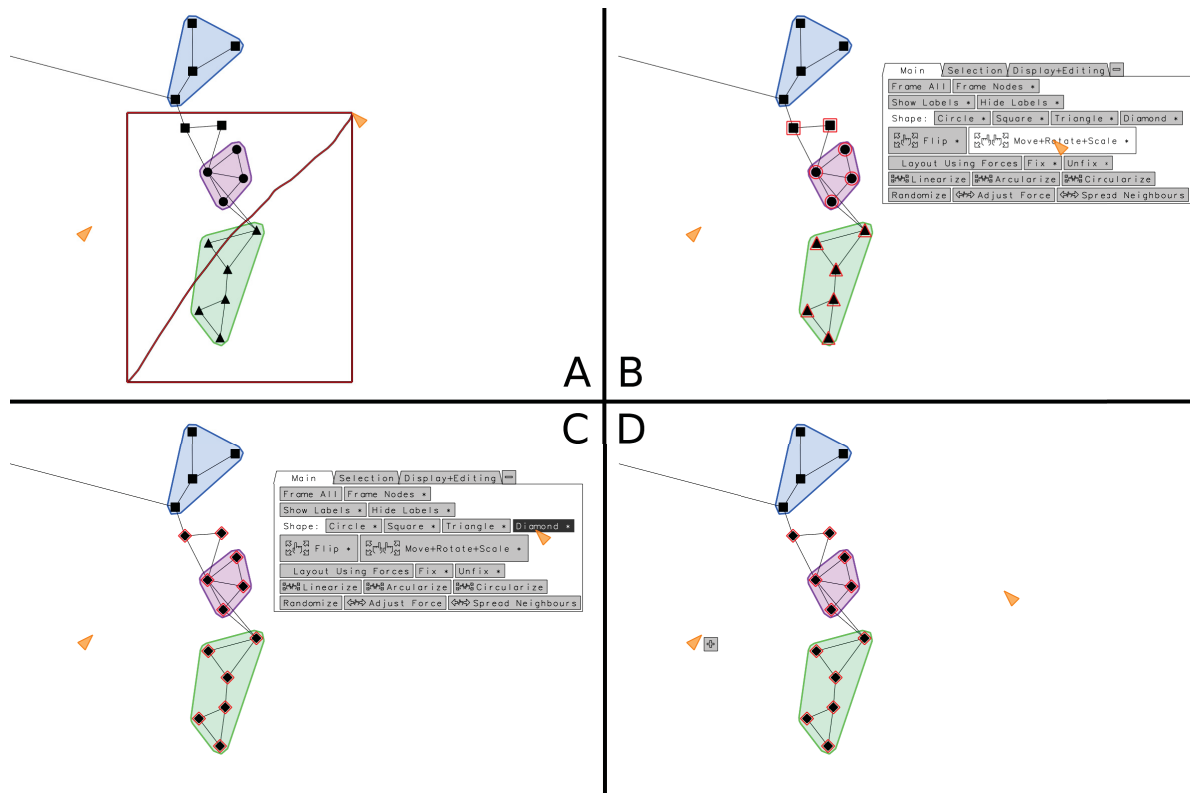 A
B
Main Selection Display+Editing
Frame All Frame Nodes *
Show Labels * Hide Labels *
Shape: Circle * Square * Triangle * Diamond *
Flip * Move+Rotate+Scale *
Layout Using Forces Fix * Unfix *
Linearize Arcularize Circularize
Randomize Adjust Force Spread Neighbours
C
D
Main Selection Display+Editing
Frame All Frame Nodes *
Show Labels * Hide Labels *
Shape: Circle * Square * Triangle * Diamond *
Flip * Move+Rotate+Scale *
Layout Using Forces Fix * Unfix *
Linearize Arcularize Circularize
Randomize Adjust Force Spread Neighbours